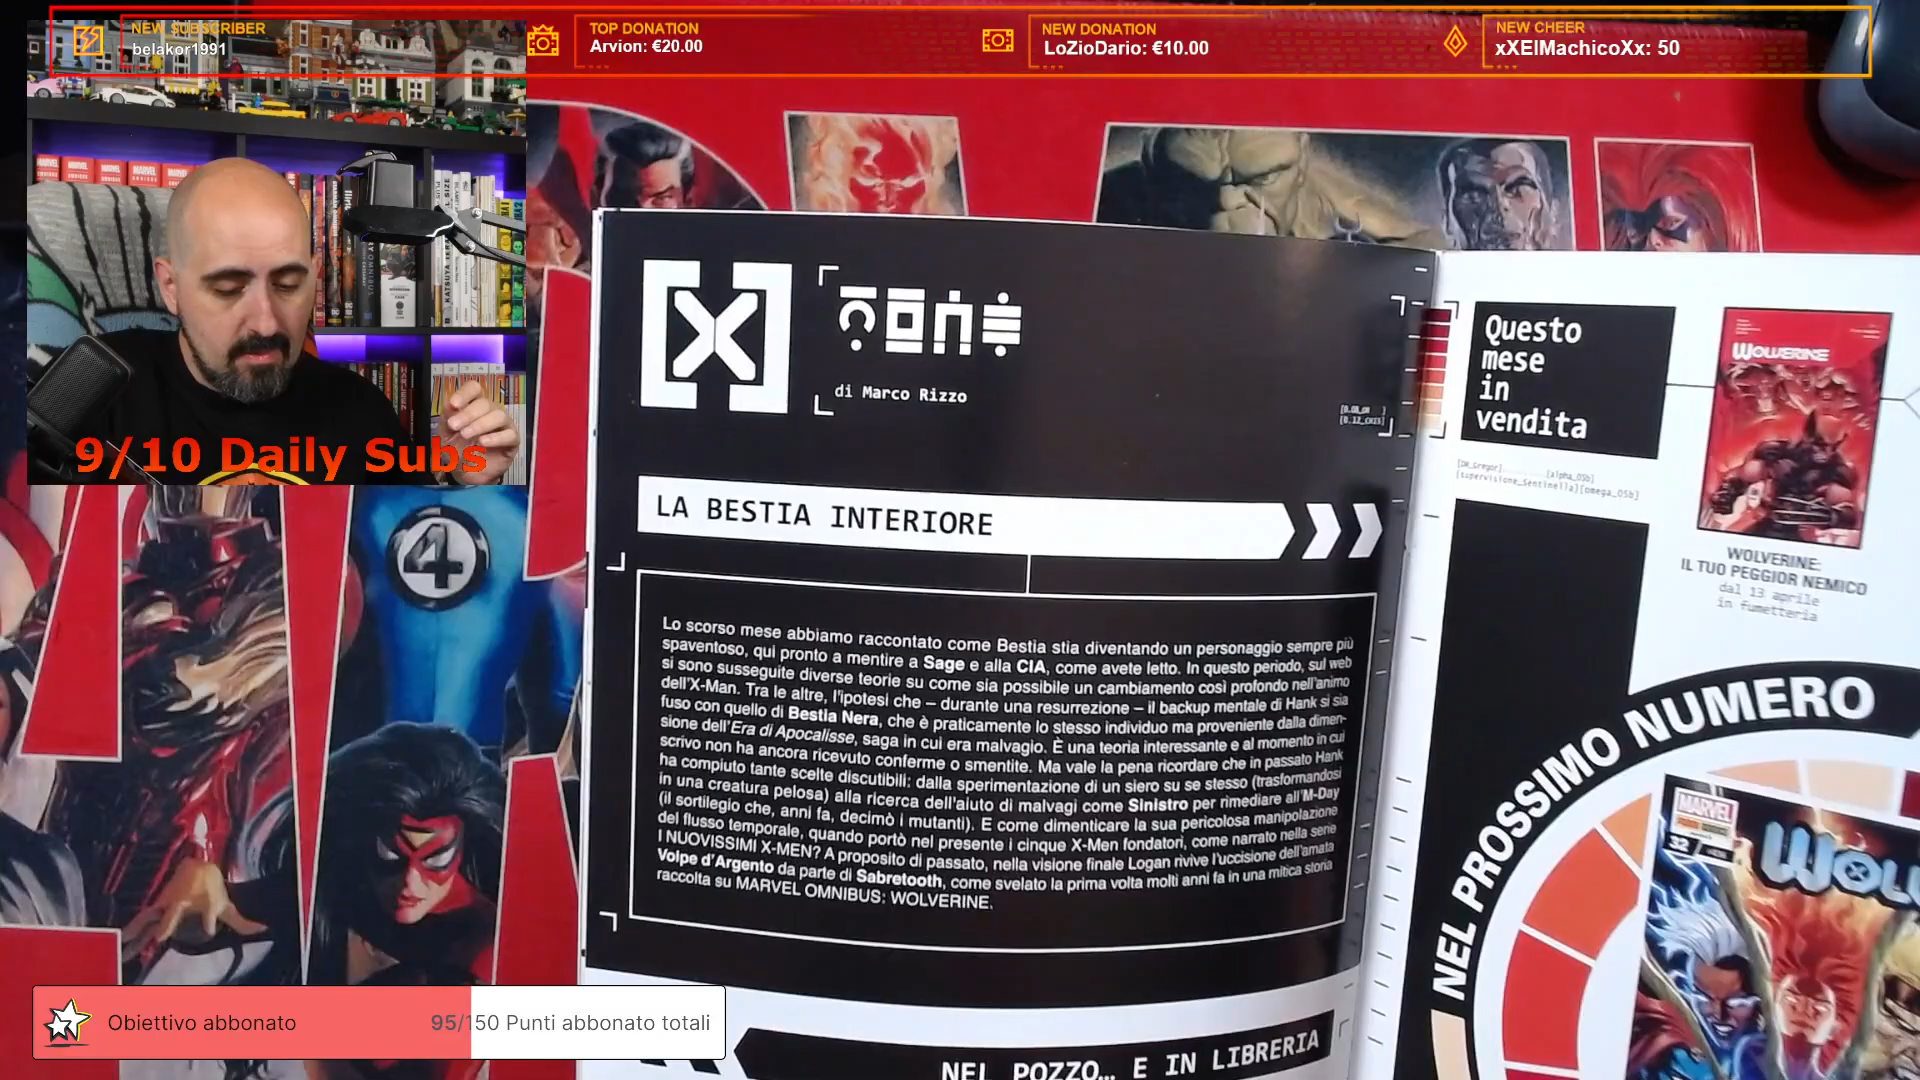 NEW SUBSCRIBER
belakor1991
TOP DONATION
Arvion: €20.00
NEW DONATION
LoZioDario: €10.00
NEW CHEER
xXElMachicoXx: 50
9/10 Daily Subs
di Marco Rizzo
LA BESTIA INTERIORE
Lo scorso mese abbiamo raccontato come Bestia stia diventando un personaggio sempre più
spaventoso, qui pronto a mentire a Sage e alla CIA, come avete letto. In questo periodo, sul web
si sono susseguite diverse teorie su come sia possibile un cambiamento così profondo nell'animo
dell'X-Man. Tra le altre, l'ipotesi che – durante una resurrezione – il backup mentale di Hank si sia
fuso con quello di Bestia Nera, che è praticamente lo stesso individuo ma proveniente dalla dimen-
sione dell'Era di Apocalisse, saga in cui era malvagio. È una teoria interessante e al momento in cui
scrivo non ha ancora ricevuto conferme o smentite. Ma vale la pena ricordare che in passato Hank
ha compiuto tante scelte discutibili: dalla sperimentazione di un siero su se stesso (trasformandosi
in una creatura pelosa) alla ricerca dell'aiuto di malvagi come Sinistro per rimediare all'M-Day
(il sortilegio che, anni fa, decimò i mutanti). E come dimenticare la sua pericolosa manipolazione
del flusso temporale, quando portò nel presente i cinque X-Men fondatori, come narrato nella serie
I NUOVISSIMI X-MEN? A proposito di passato, nella visione finale Logan rivive l'uccisione dell'amata
Volpe d'Argento da parte di Sabretooth, come svelato la prima volta molti anni fa in una mitica storia
raccolta su MARVEL OMNIBUS: WOLVERINE.
NEL POZZO... E IN LIBRERIA
Questo
mese
in
vendita
WOLVERINE
WOLVERINE:
IL TUO PEGGIOR NEMICO
dal 13 aprile
in fumetteria
NEL PROSSIMO NUMERO
MARVEL
32
WOL
4
Obiettivo abbonato
95/150 Punti abbonato totali